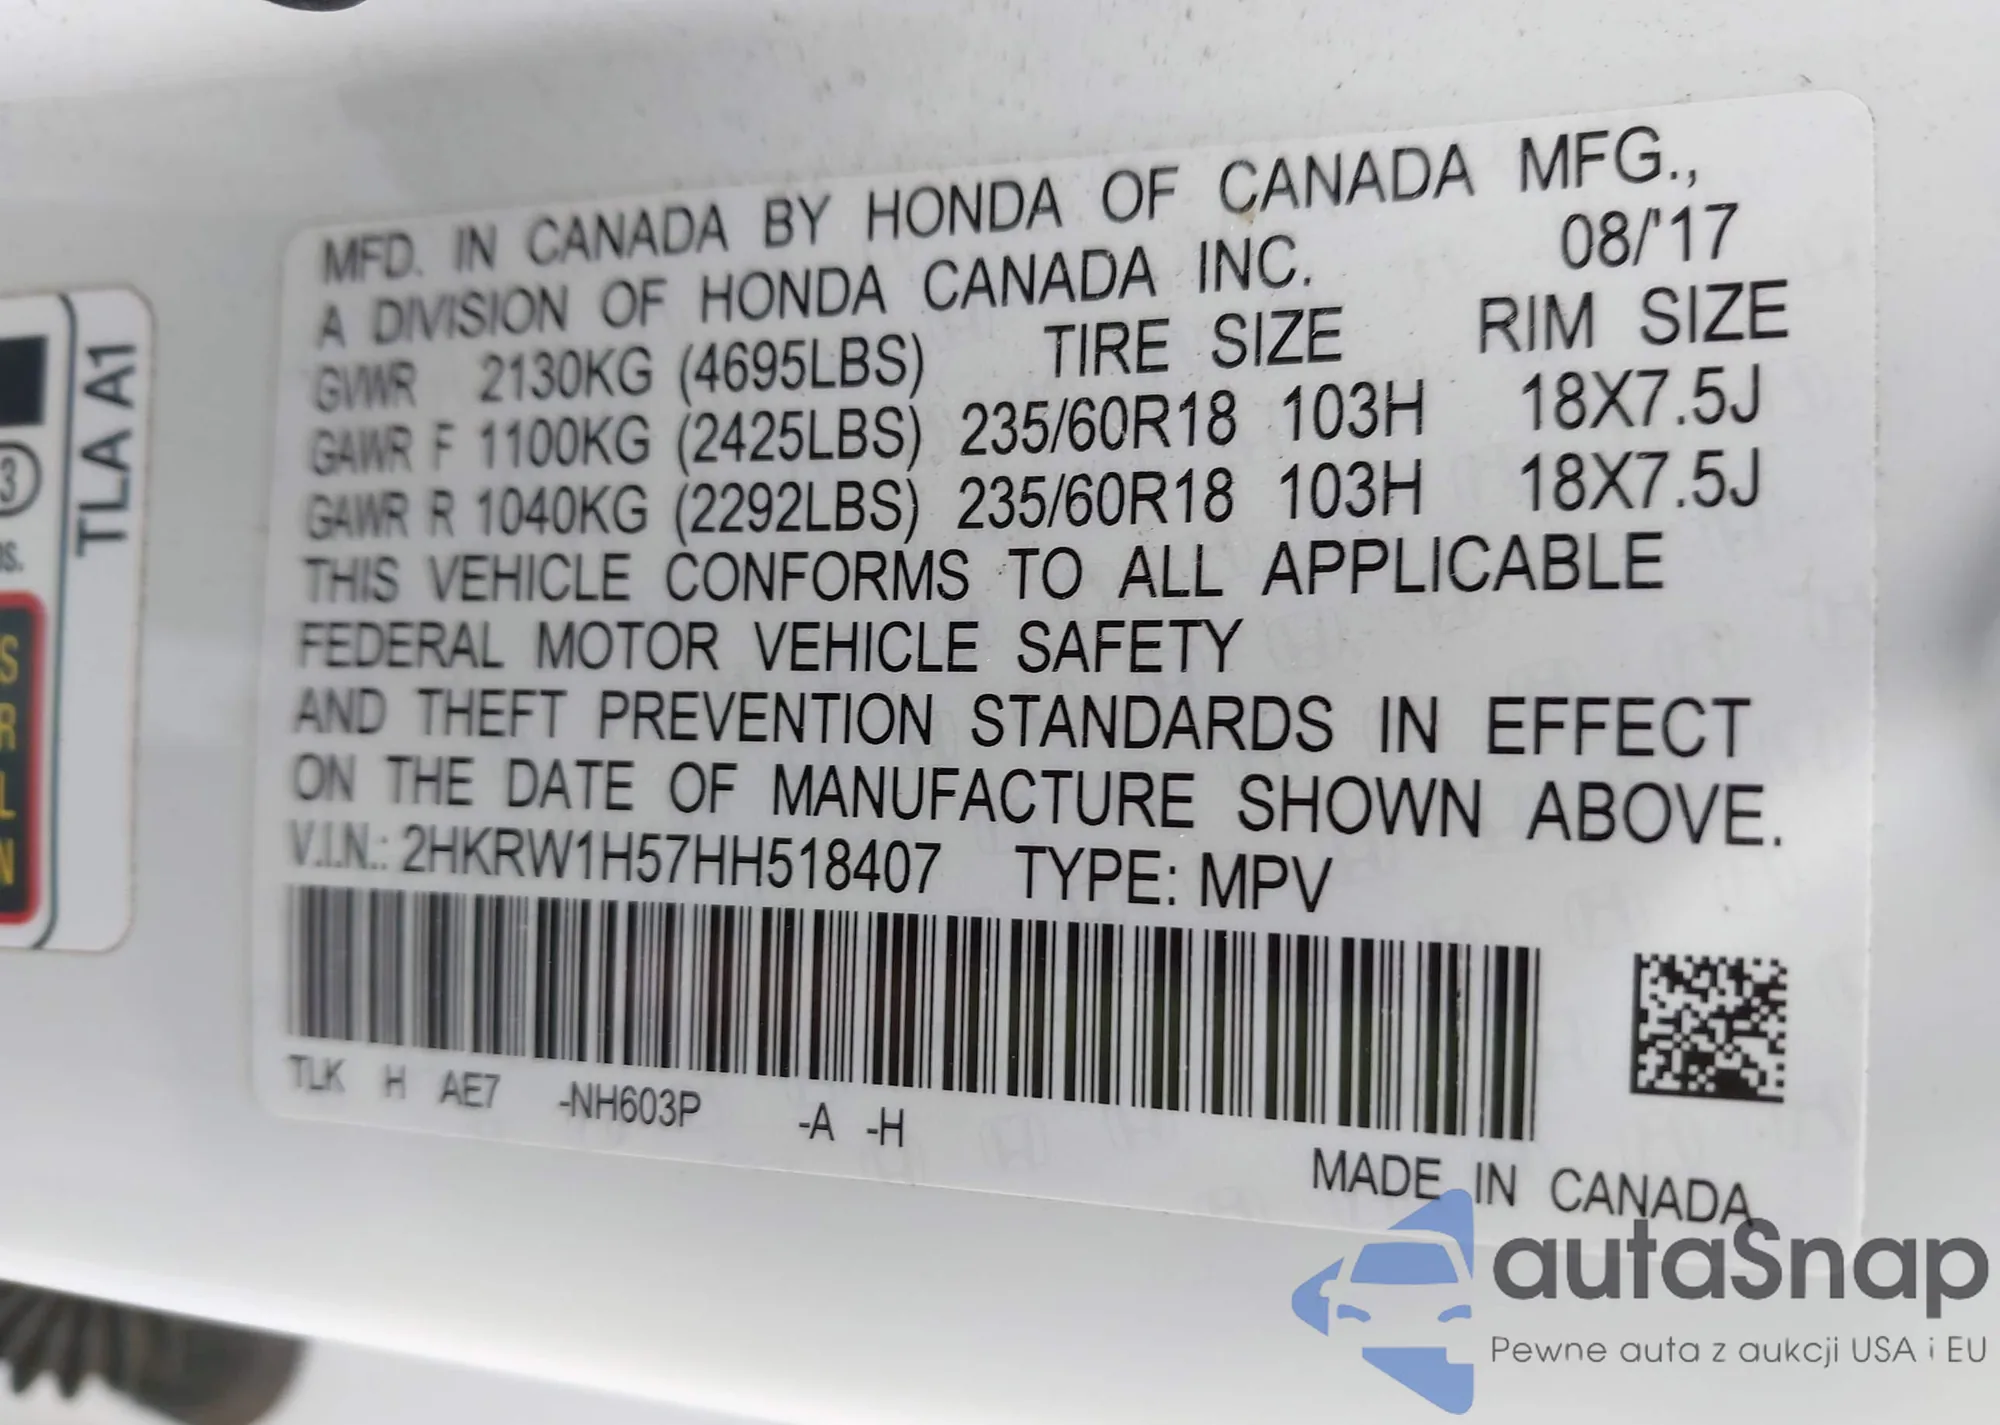 MFD. IN CANADA BY HONDA OF CANADA MFG.,
A DIVISION OF HONDA CANADA INC. 08/'17
GVWR 2130KG (4695LBS) TIRE SIZE RIM SIZE
GAWR F 1100KG (2425LBS) 235/60R18 103H 18X7.5J
GAWR R 1040KG (2292LBS) 235/60R18 103H 18X7.5J
THIS VEHICLE CONFORMS TO ALL APPLICABLE
FEDERAL MOTOR VEHICLE SAFETY
AND THEFT PREVENTION STANDARDS IN EFFECT
ON THE DATE OF MANUFACTURE SHOWN ABOVE.
V.I.N.: 2HKRW1H57HH518407 TYPE: MPV
TLK H AE7 -NH603P -A -H
MADE IN CANADA
TLA A1
3
S
R
L
N
autaSnap
Pewne auta z aukcji USA i EU